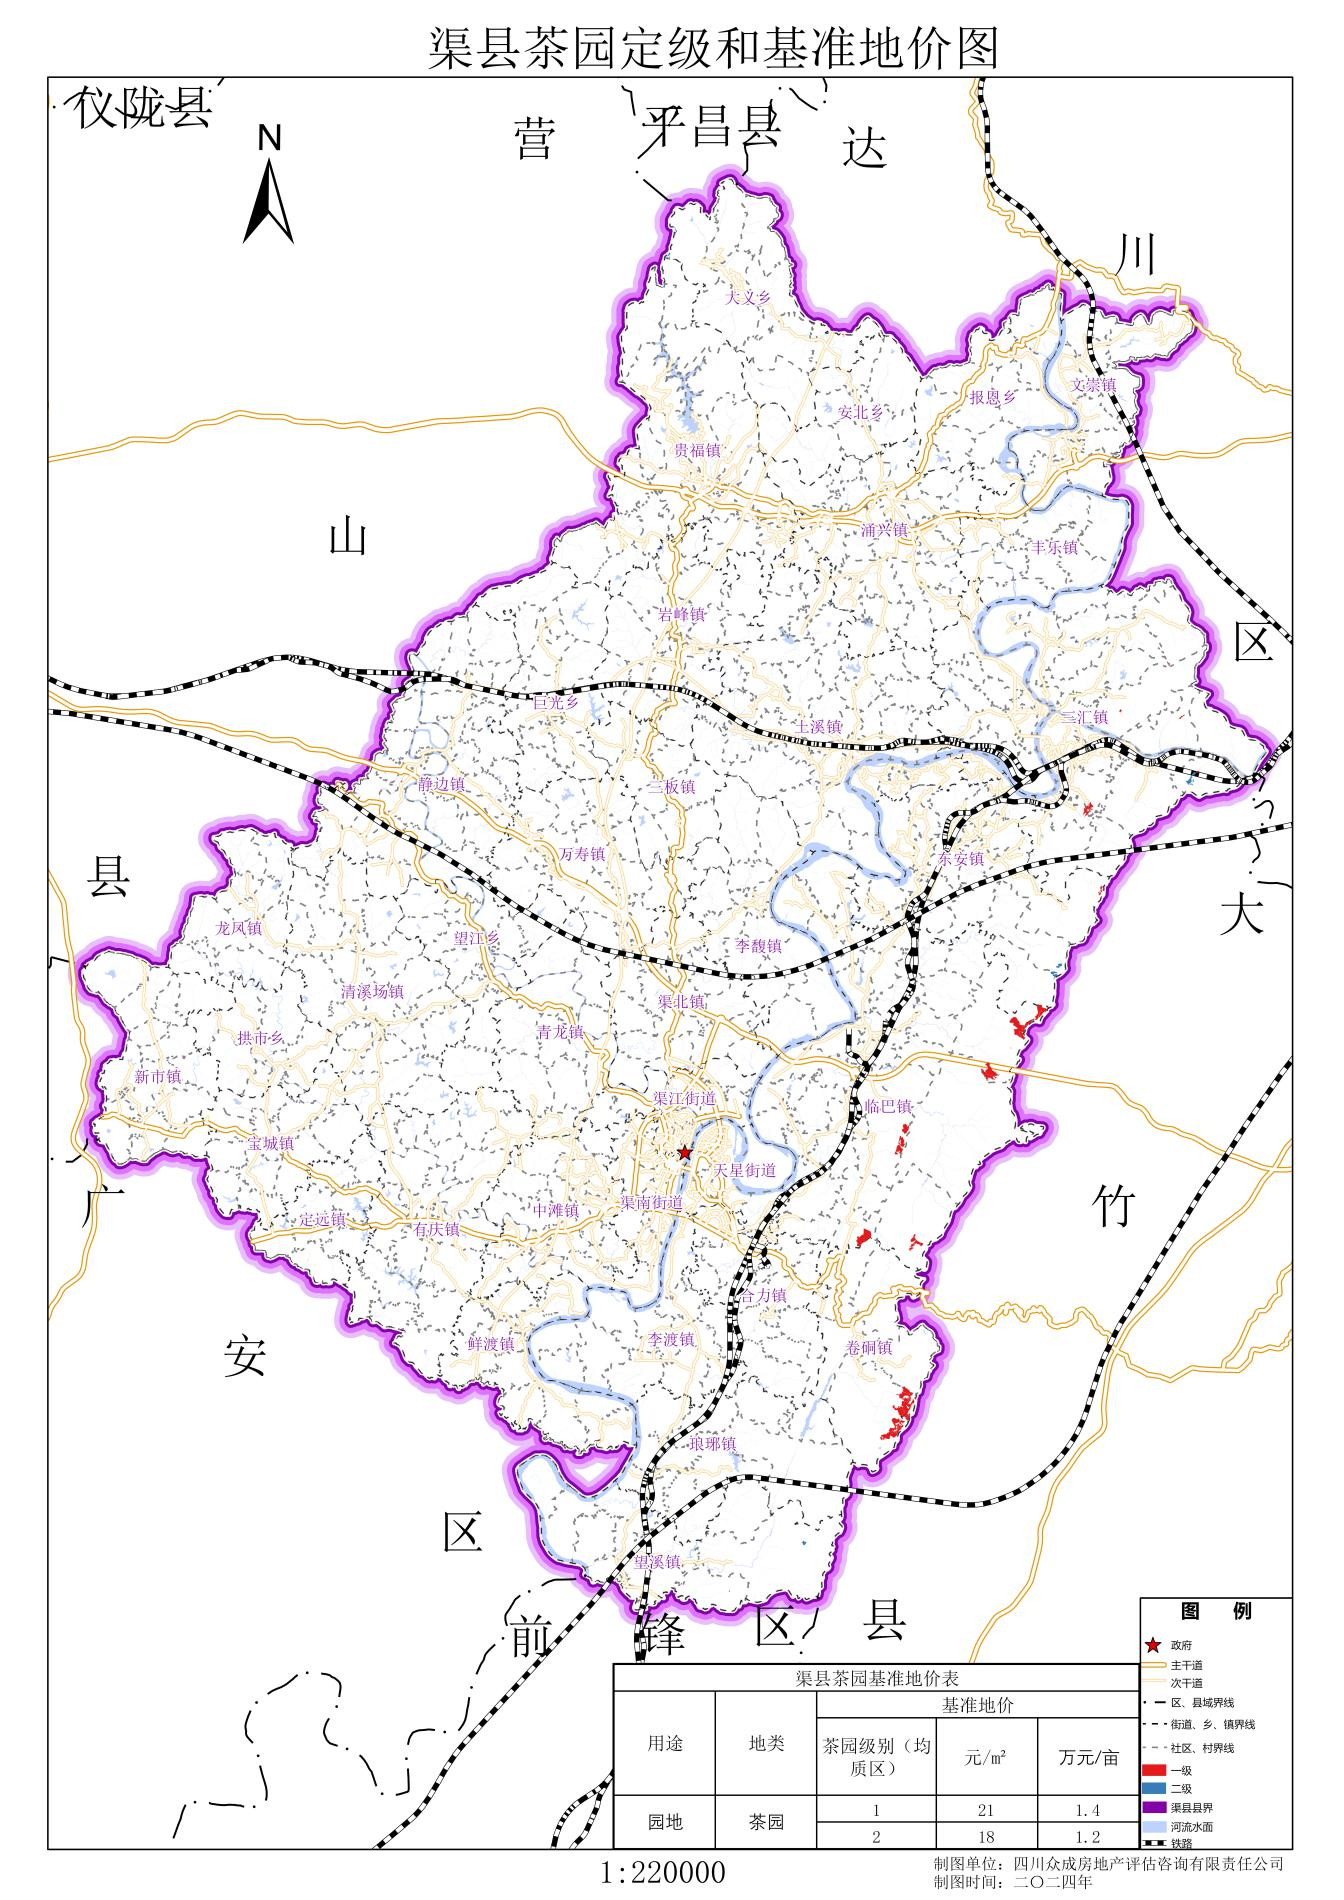 渠县茶园定级和基准地价图
仪陇县
营
平昌县
达
N
川
大义乡
文崇镇
报恩乡
安北乡
贵福镇
涌兴镇
丰乐镇
山
岩峰镇
区
巨光乡
三汇镇
土溪镇
静边镇
三板镇
万寿镇
东安镇
县
大
龙凤镇
望江乡
李馥镇
清溪场镇
渠北镇
拱市乡
青龙镇
新市镇
渠江街道
临巴镇
宝城镇
天星街道
广
竹
定远镇
有庆镇
中滩镇
渠南街道
合力镇
安
鲜渡镇
李渡镇
卷硐镇
琅琊镇
区
望溪镇
前
锋
区
县
图 例
政府
主干道
次干道
区、县域界线
街道、乡、镇界线
社区、村界线
一级
二级
渠县县界
河流水面
铁路
渠县茶园基准地价表
用途 地类 基准地价
茶园级别（均质区） 元/m² 万元/亩
园地 茶园 1 21 1.4
2 18 1.2
1:220000
制图单位：四川众成房地产评估咨询有限责任公司
制图时间：二〇二四年